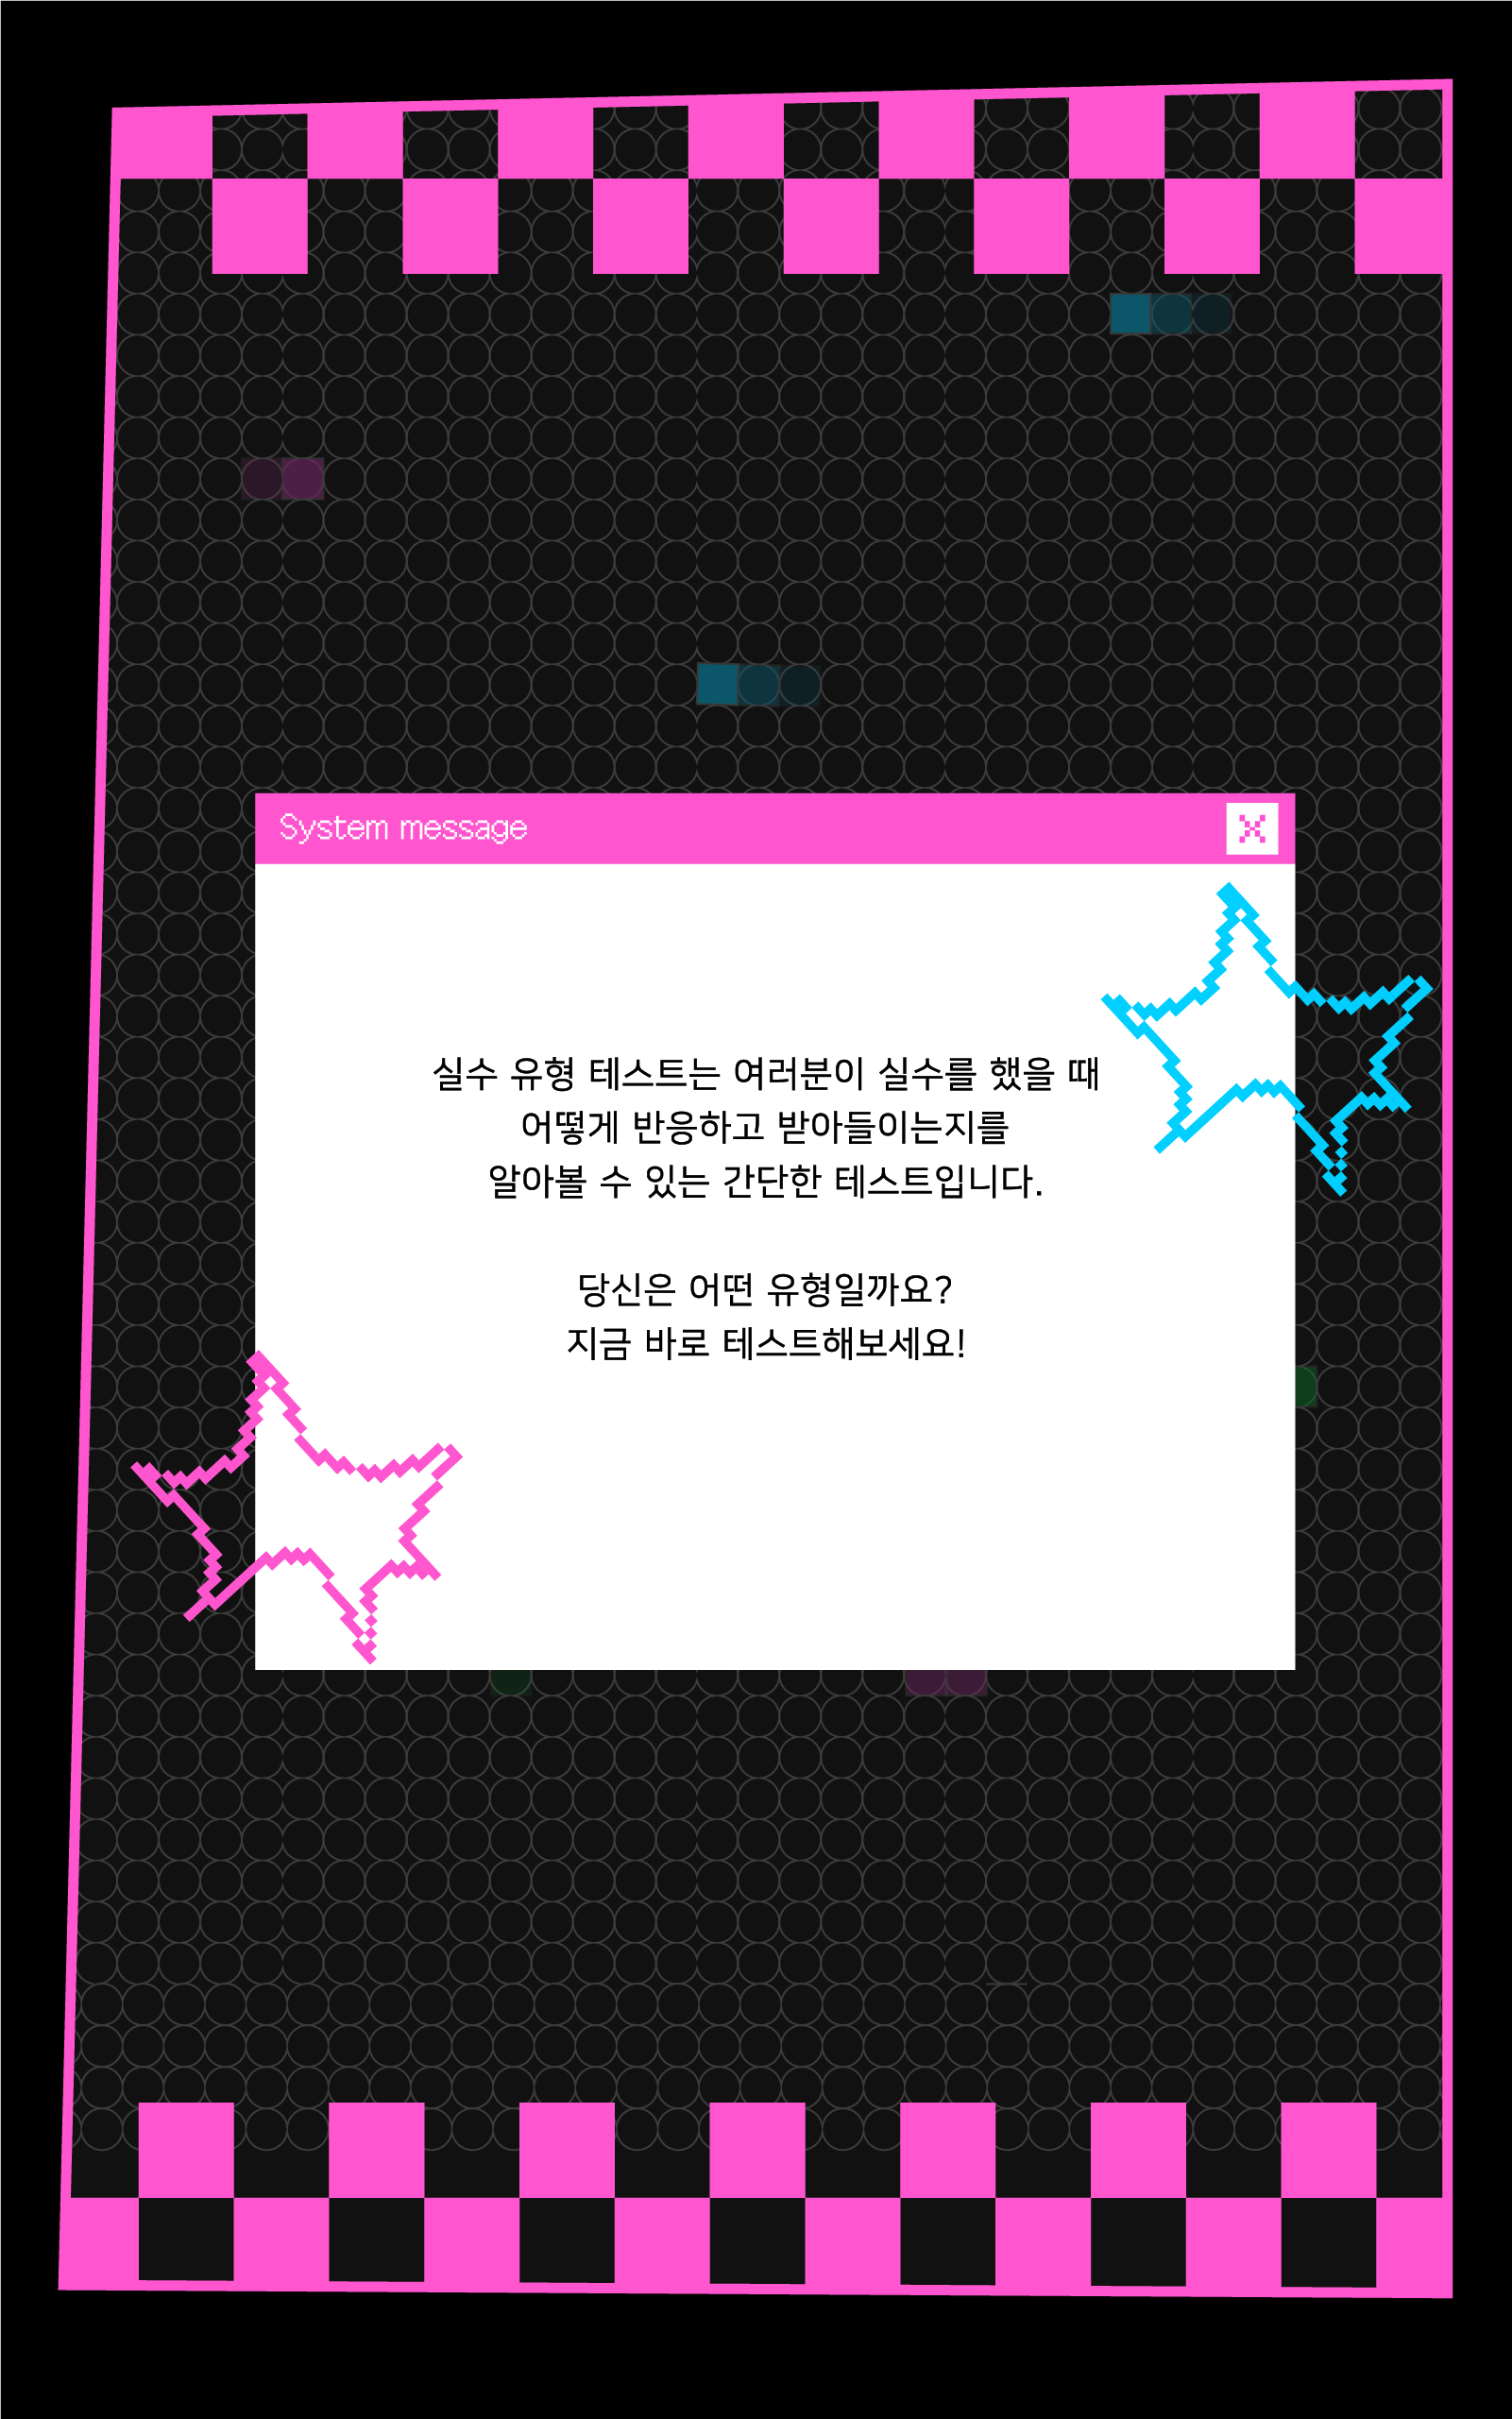 System message
실수 유형 테스트는 여러분이 실수를 했을 때
어떻게 반응하고 받아들이는지를
알아볼 수 있는 간단한 테스트입니다.
당신은 어떤 유형일까요?
지금 바로 테스트해보세요!